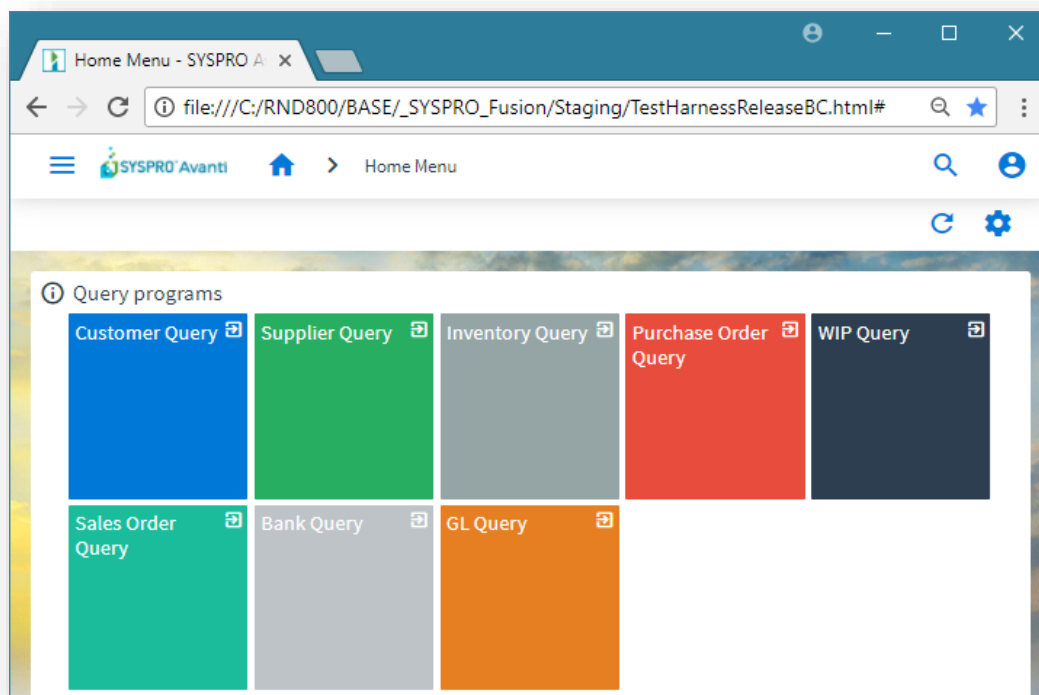 Home Menu - SYSPRO A
file:///C:/RND800/BASE/_SYSPRO_Fusion/Staging/TestHarnessReleaseBC.html#
SYSPRO Avanti Home Menu
Query programs
Customer Query Supplier Query Inventory Query Purchase Order WIP Query
Query
Sales Order Bank Query GL Query
Query